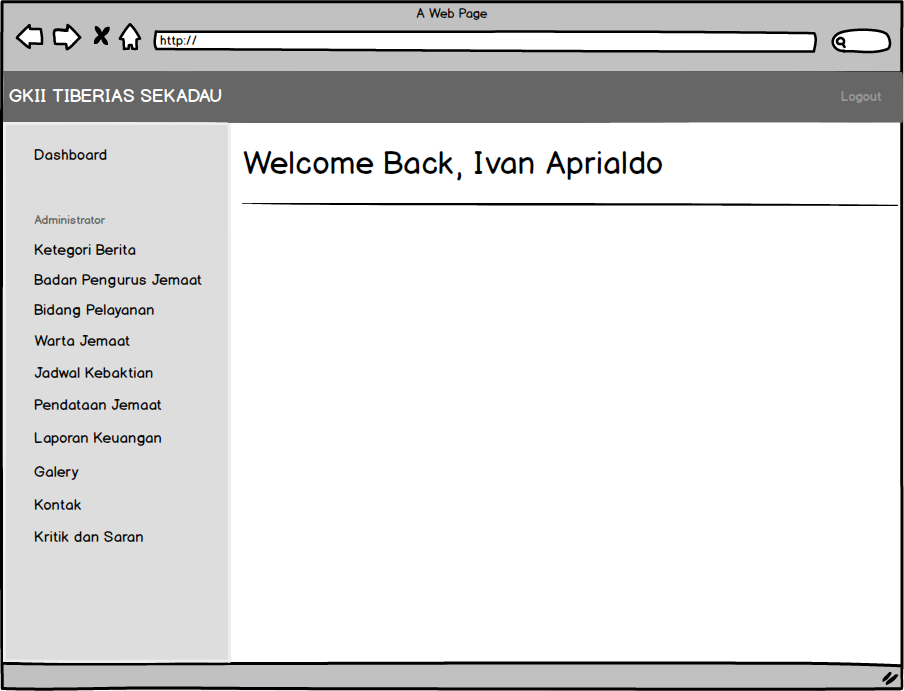 A Web Page
http://
GKII TIBERIAS SEKADAU
Logout
Dashboard
Welcome Back, Ivan Aprialdo
Administrator
Ketegori Berita
Badan Pengurus Jemaat
Bidang Pelayanan
Warta Jemaat
Jadwal Kebaktian
Pendataan Jemaat
Laporan Keuangan
Galery
Kontak
Kritik dan Saran